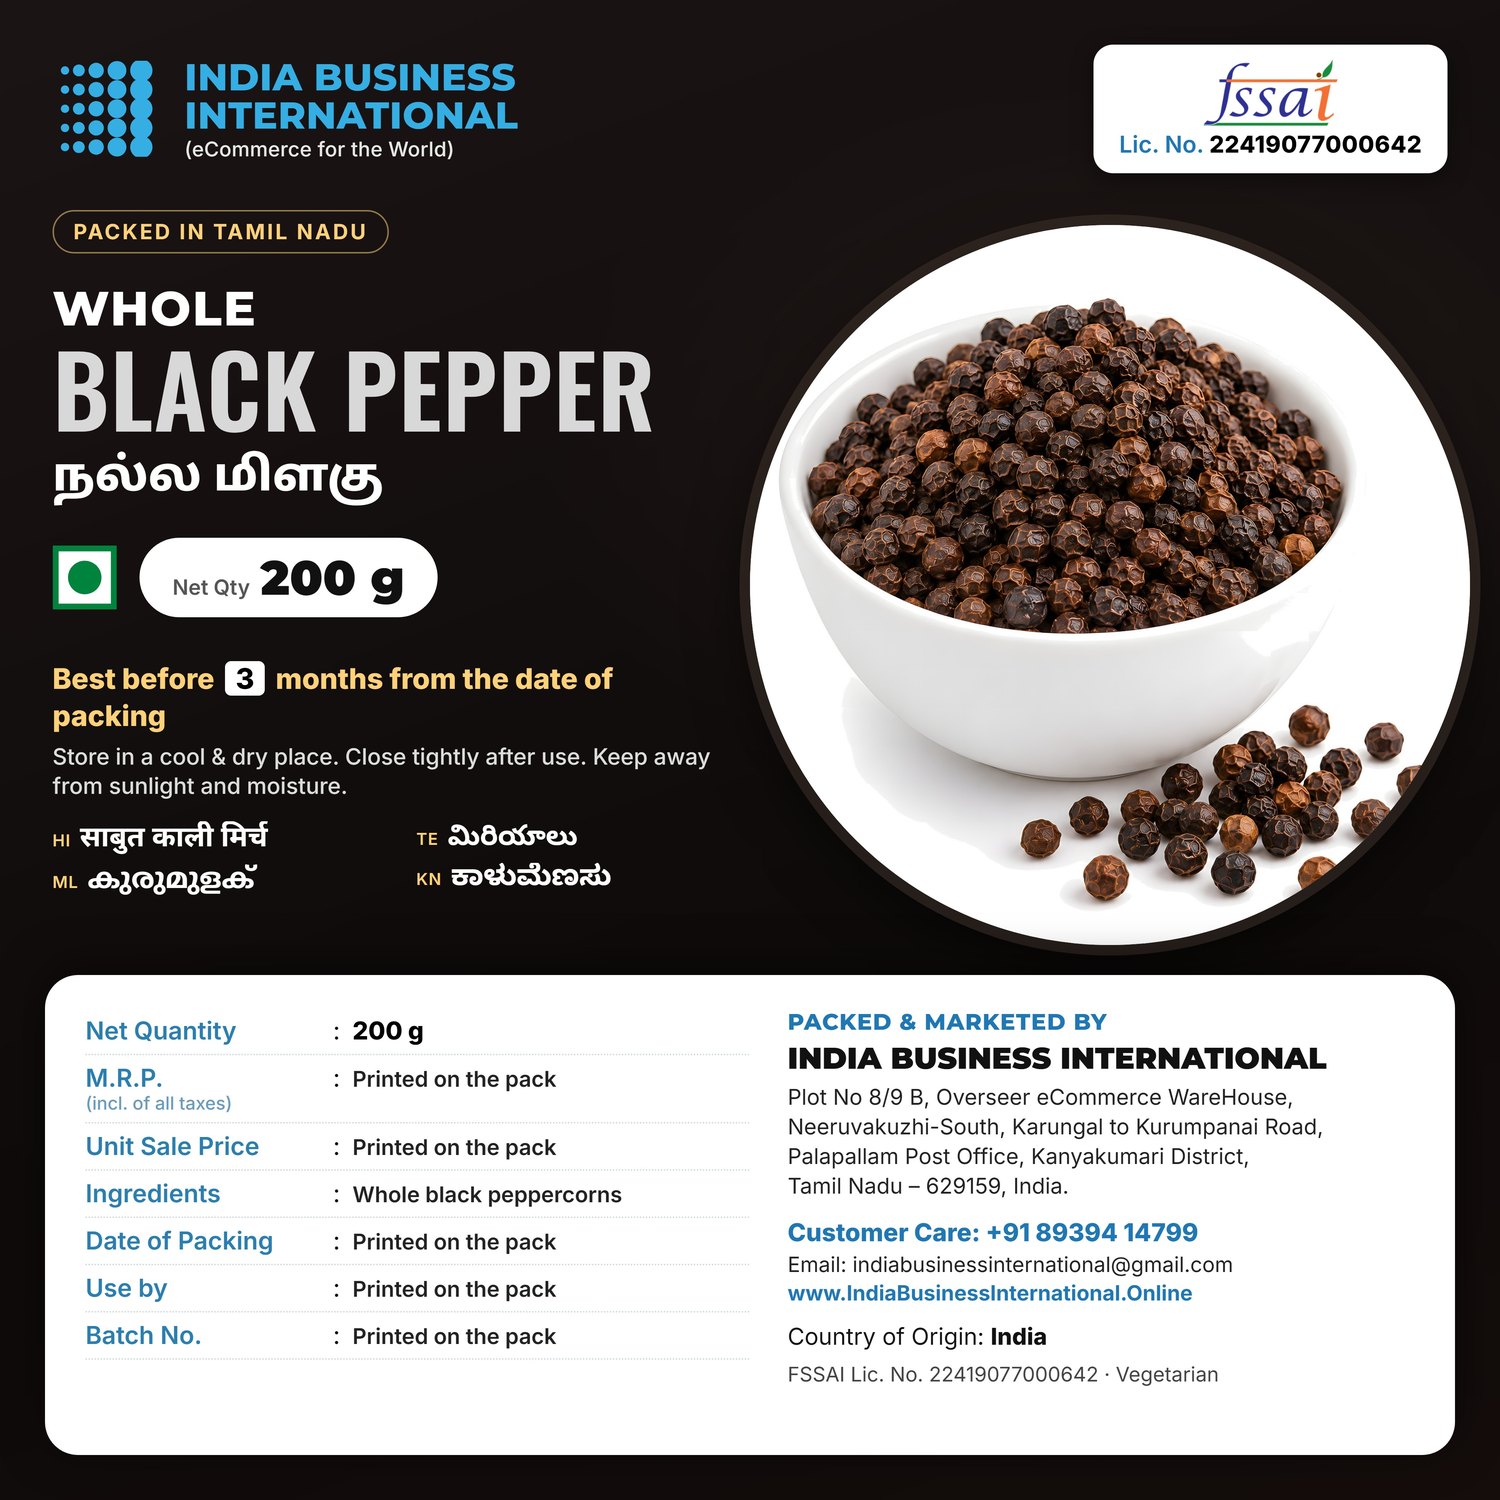 INDIA BUSINESS
INTERNATIONAL
(eCommerce for the World)
fssai
Lic. No. 22419077000642
PACKED IN TAMIL NADU
WHOLE
BLACK PEPPER
நல்ல மிளகு
Net Qty 200 g
Best before 3 months from the date of
packing
Store in a cool & dry place. Close tightly after use. Keep away
from sunlight and moisture.
HI साबुत काली मिर्च
TE మిరియాలు
ML കുരുമുളക്
KN ಕಾಳುಮೆಣಸು
Net Quantity : 200 g
M.R.P. : Printed on the pack
(incl. of all taxes)
Unit Sale Price : Printed on the pack
Ingredients : Whole black peppercorns
Date of Packing : Printed on the pack
Use by : Printed on the pack
Batch No. : Printed on the pack
PACKED & MARKETED BY
INDIA BUSINESS INTERNATIONAL
Plot No 8/9 B, Overseer eCommerce WareHouse,
Neeruvakuzhi-South, Karungal to Kurumpanai Road,
Palapallam Post Office, Kanyakumari District,
Tamil Nadu – 629159, India.
Customer Care: +91 89394 14799
Email: indiabusinessinternational@gmail.com
www.IndiaBusinessInternational.Online
Country of Origin: India
FSSAI Lic. No. 22419077000642 · Vegetarian